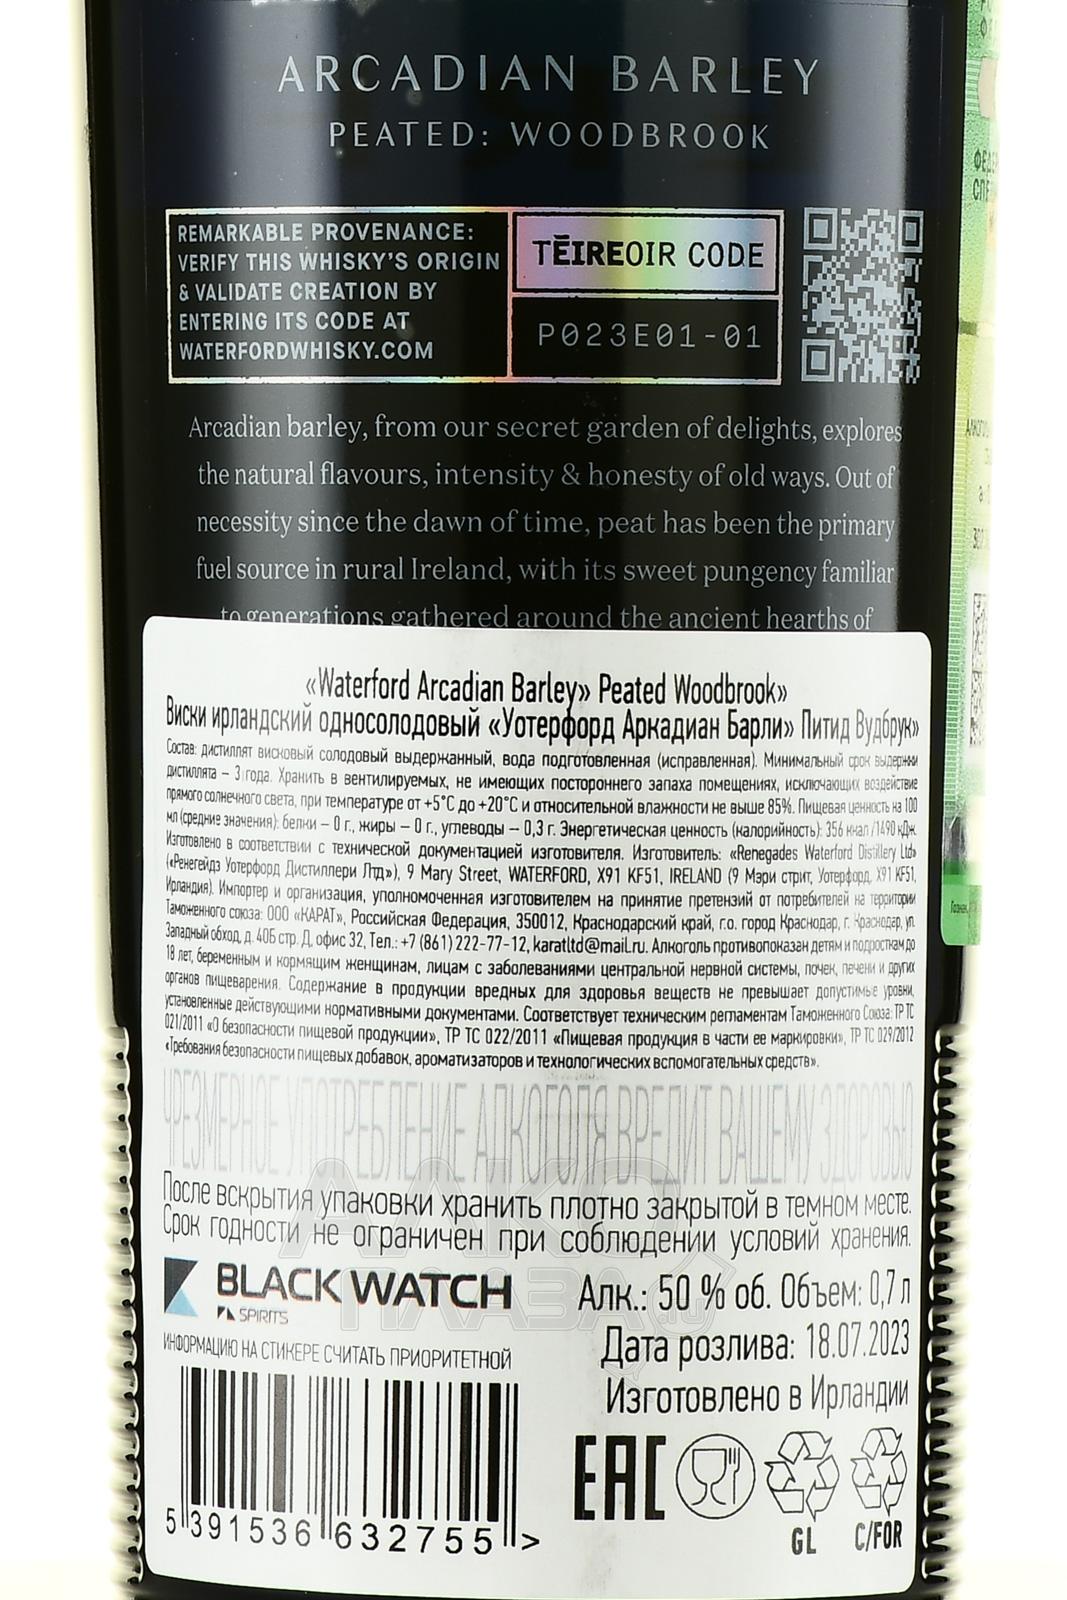 ARCADIAN BARLEY
PEATED: WOODBROOK
REMARKABLE PROVENANCE:
VERIFY THIS WHISKY'S ORIGIN
& VALIDATE CREATION BY
ENTERING ITS CODE AT
WATERFORDWHISKY.COM
TĒIREOIR CODE
P023E01-01
Arcadian barley, from our secret garden of delights, explores
the natural flavours, intensity & honesty of old ways. Out of
necessity since the dawn of time, peat has been the primary
fuel source in rural Ireland, with its sweet pungency familiar
to generations gathered around the ancient hearths of
«Waterford Arcadian Barley» Peated Woodbrook»
Виски ирландский односолодовый «Уотерфорд Аркадиан Барли» Питид Вудбрук»
Состав: дистиллят висковый солодовый выдержанный, вода подготовленная (исправленная). Минимальный срок выдержки
дистиллята – 3 года. Хранить в вентилируемых, не имеющих постороннего запаха помещениях, исключающих воздействие
прямого солнечного света, при температуре от +5°С до +20°С и относительной влажности не выше 85%. Пищевая ценность на 100
мл (средние значения): белки – 0 г., жиры – 0 г., углеводы – 0,3 г. Энергетическая ценность (калорийность): 356 ккал /1490 кДж.
Изготовлено в соответствии с технической документацией изготовителя. Изготовитель: «Renegades Waterford Distillery Ltd»
(«Ренегейдз Уотерфорд Дистиллери Лтд»), 9 Mary Street, WATERFORD, X91 KF51, IRELAND (9 Мэри стрит, Уотерфорд, X91 KF51,
Ирландия). Импортер и организация, уполномоченная изготовителем на принятие претензий от потребителей на территории
Таможенного союза: ООО «КАРАТ», Российская Федерация, 350012, Краснодарский край, г.о. город Краснодар, г. Краснодар, ул.
Западный обход, д. 40Б стр. Д, офис 32, Тел.: +7 (861) 222-77-12, karatltd@mail.ru. Алкоголь противопоказан детям и подросткам до
18 лет, беременным и кормящим женщинам, лицам с заболеваниями центральной нервной системы, почек, печени и других
органов пищеварения. Содержание в продукции вредных для здоровья веществ не превышает допустимые уровни,
установленные действующими нормативными документами. Соответствует техническим регламентам Таможенного Союза: ТР ТС
021/2011 «О безопасности пищевой продукции», ТР ТС 022/2011 «Пищевая продукция в части ее маркировки», ТР ТС 029/2012
«Требования безопасности пищевых добавок, ароматизаторов и технологических вспомогательных средств».
ЧРЕЗМЕРНОЕ УПОТРЕБЛЕНИЕ АЛКОГОЛЯ ВРЕДИТ ВАШЕМУ ЗДОРОВЬЮ
После вскрытия упаковки хранить плотно закрытой в темном месте.
Срок годности не ограничен при соблюдении условий хранения.
BLACK WATCH
SPIRITS
ИНФОРМАЦИЮ НА СТИКЕРЕ СЧИТАТЬ ПРИОРИТЕТНОЙ
Алк.: 50 % об. Объем: 0,7 л
Дата розлива: 18.07.2023
Изготовлено в Ирландии
5 391536 632755 >
EAC
GL
C/FOR
АЛКО
ПЛАЗА.ru